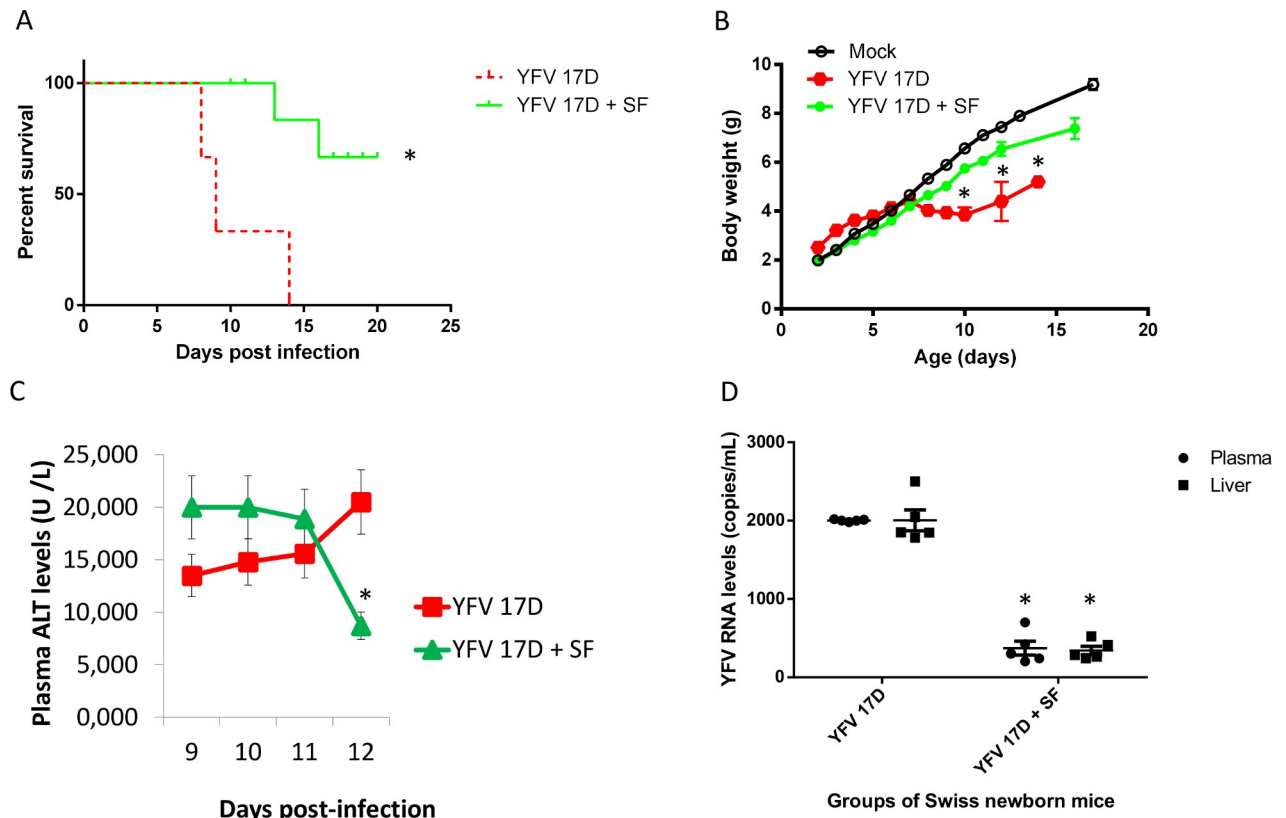 A
YFV 17D
YFV 17D + SF
100
50
0
*
0 5 10 15 20 25
Percent survival
Days post infection
B
Mock
YFV 17D
YFV 17D + SF
10
8
6
4
2
0
* * *
0 5 10 15 20
Body weight (g)
Age (days)
C
25,000
20,000
15,000
10,000
5,000
0,000
*
9 10 11 12
Plasma ALT levels (U /L)
Days post-infection
YFV 17D
YFV 17D + SF
D
Plasma
Liver
3000
2000
1000
0
* *
YFV RNA levels (copies/mL)
YFV 17D
YFV 17D + SF
Groups of Swiss newborn mice